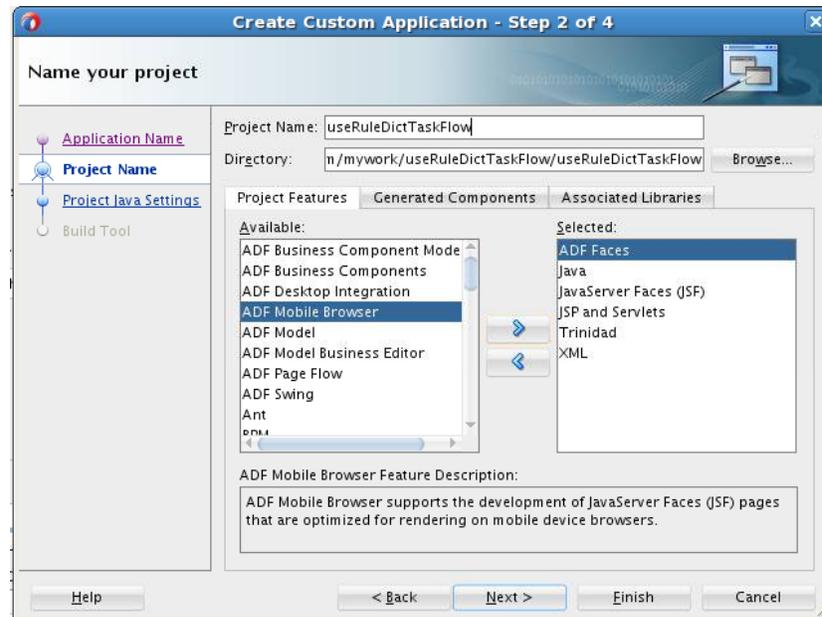 Create Custom Application - Step 2 of 4
Name your project
Application Name
Project Name
Project Java Settings
Build Tool
Project Name: useRuleDictTaskFlow
Directory: n/mywork/useRuleDictTaskFlow/useRuleDictTaskFlow Browse...
Project Features Generated Components Associated Libraries
Available:
ADF Business Component Mode
ADF Business Components
ADF Desktop Integration
ADF Mobile Browser
ADF Model
ADF Model Business Editor
ADF Page Flow
ADF Swing
Ant
BPM
Selected:
ADF Faces
Java
JavaServer Faces (JSF)
JSP and Servlets
Trinidad
XML
ADF Mobile Browser Feature Description:
ADF Mobile Browser supports the development of JavaServer Faces (JSF) pages
that are optimized for rendering on mobile device browsers.
Help < Back Next > Finish Cancel